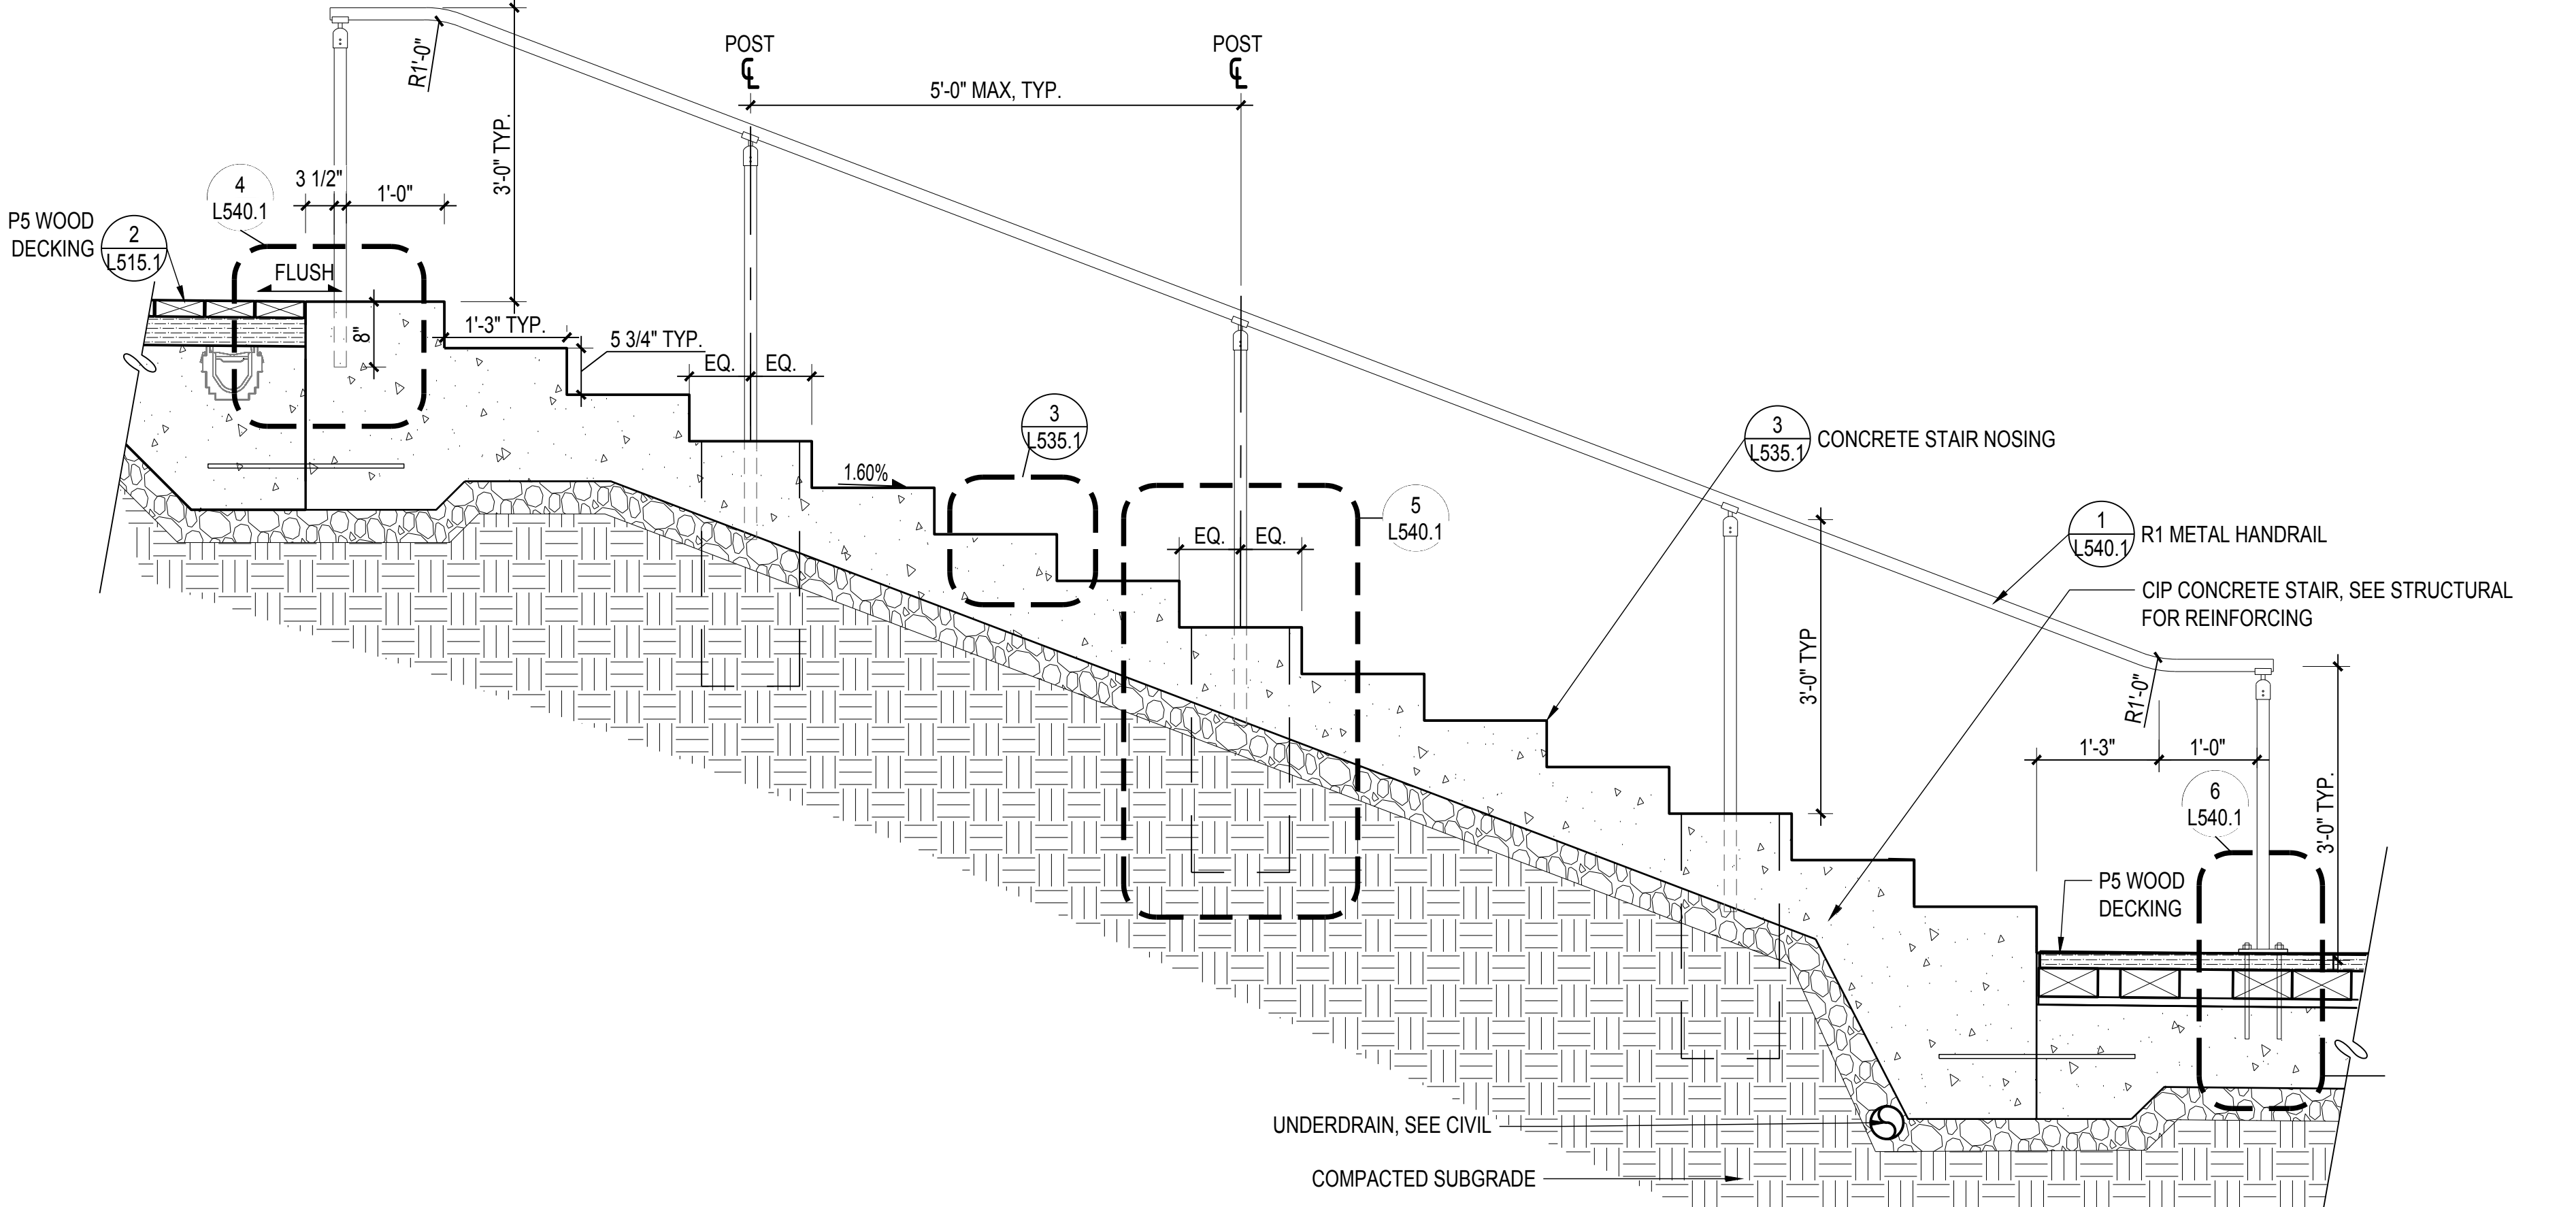 POST
CL
POST
CL
R1'-0"
5'-0" MAX, TYP.
3'-0" TYP.
4
L540.1
3 1/2"
1'-0"
P5 WOOD
DECKING
2
L515.1
FLUSH
8"
1'-3" TYP.
5 3/4" TYP.
EQ.
EQ.
3
L535.1
3
L535.1
CONCRETE STAIR NOSING
1.60%
5
L540.1
EQ.
EQ.
1
L540.1
R1 METAL HANDRAIL
CIP CONCRETE STAIR, SEE STRUCTURAL
FOR REINFORCING
3'-0" TYP
R1'-0"
1'-3"
1'-0"
6
L540.1
3'-0" TYP.
P5 WOOD
DECKING
UNDERDRAIN, SEE CIVIL
COMPACTED SUBGRADE